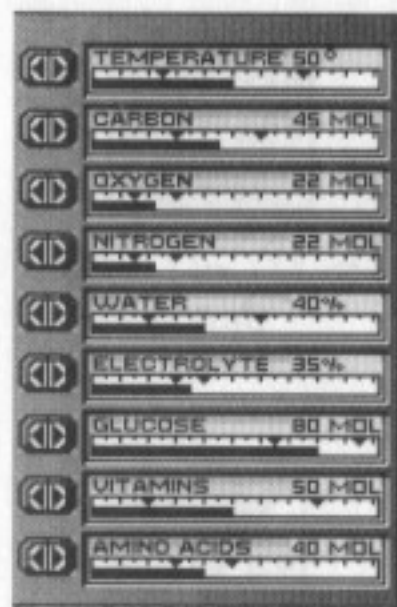 TEMPERATURE 50°
CARBON 45 MOL
OXYGEN 22 MOL
NITROGEN 22 MOL
WATER 40%
ELECTROLYTE 35%
GLUCOSE 80 MOL
VITAMINS 50 MOL
AMINO ACIDS 40 MOL